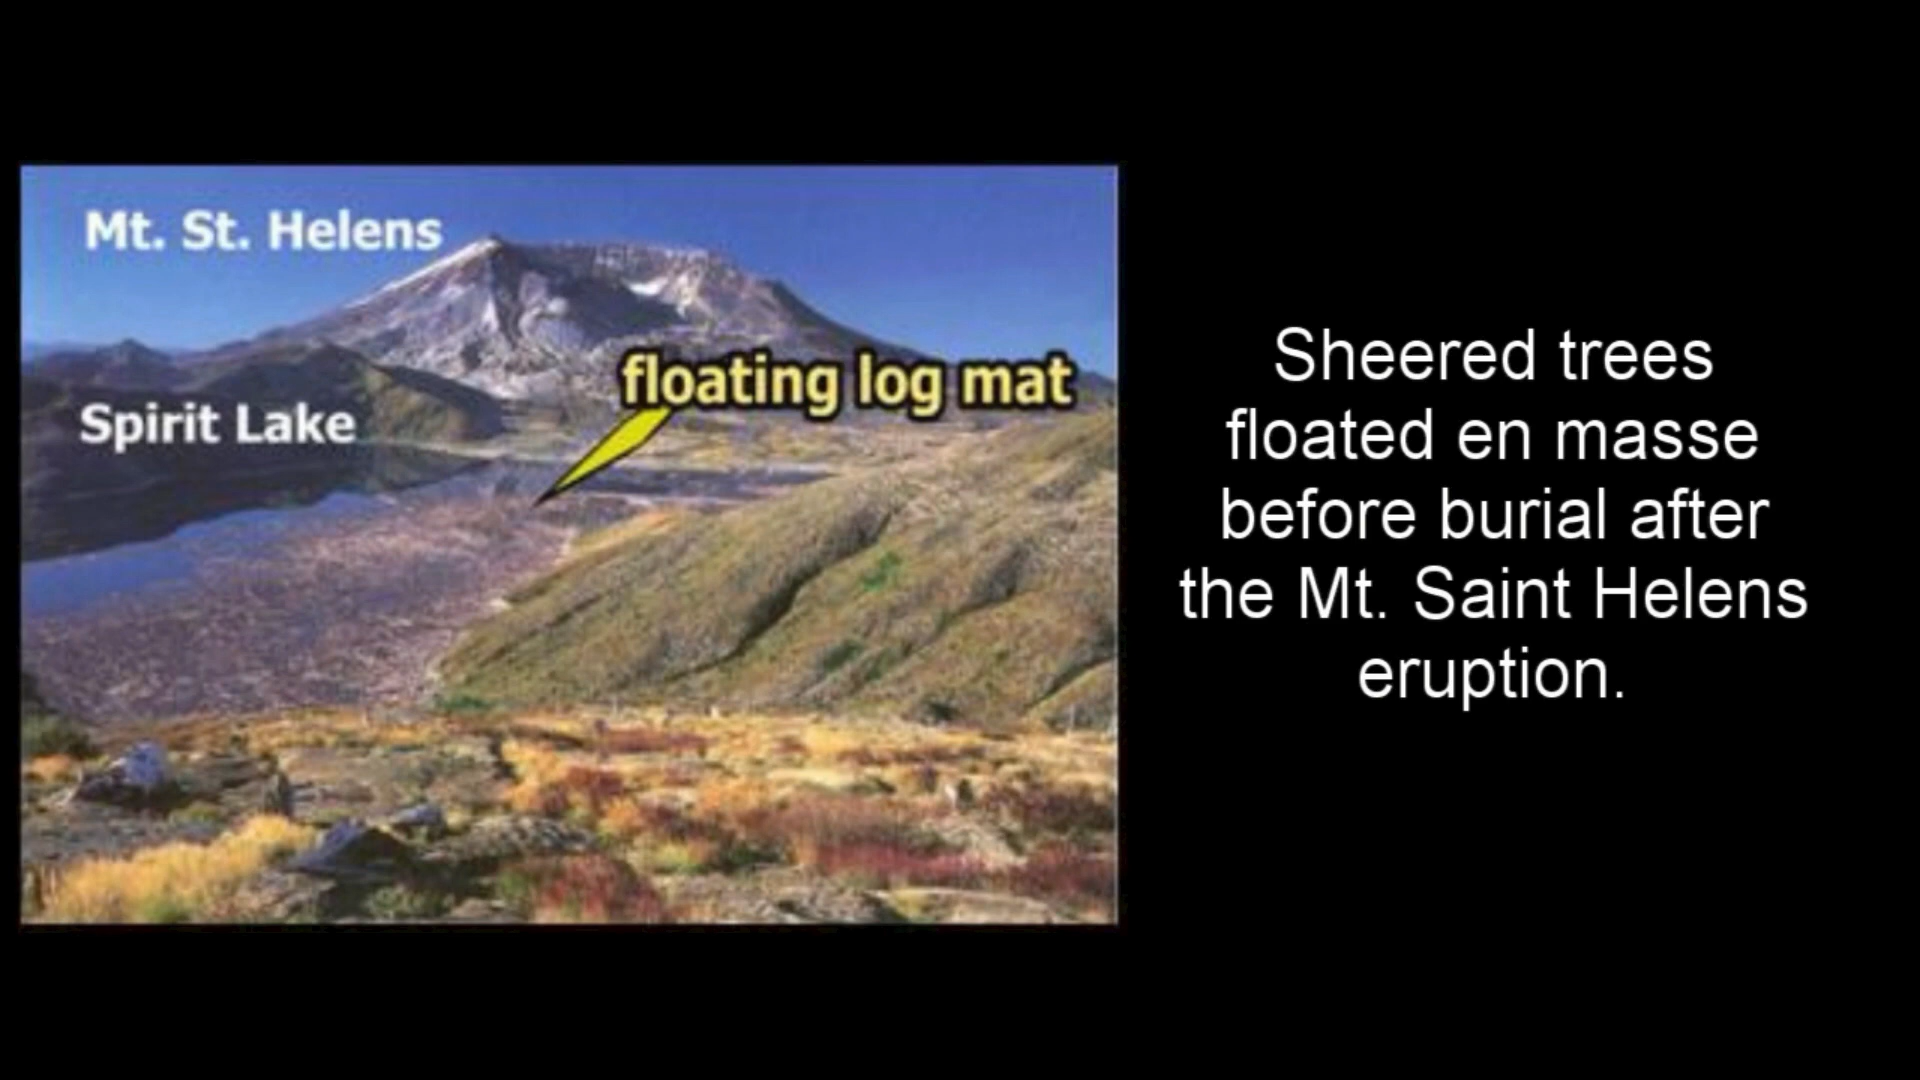 Mt. St. Helens
floating log mat
Spirit Lake
Sheered trees
floated en masse
before burial after
the Mt. Saint Helens
eruption.